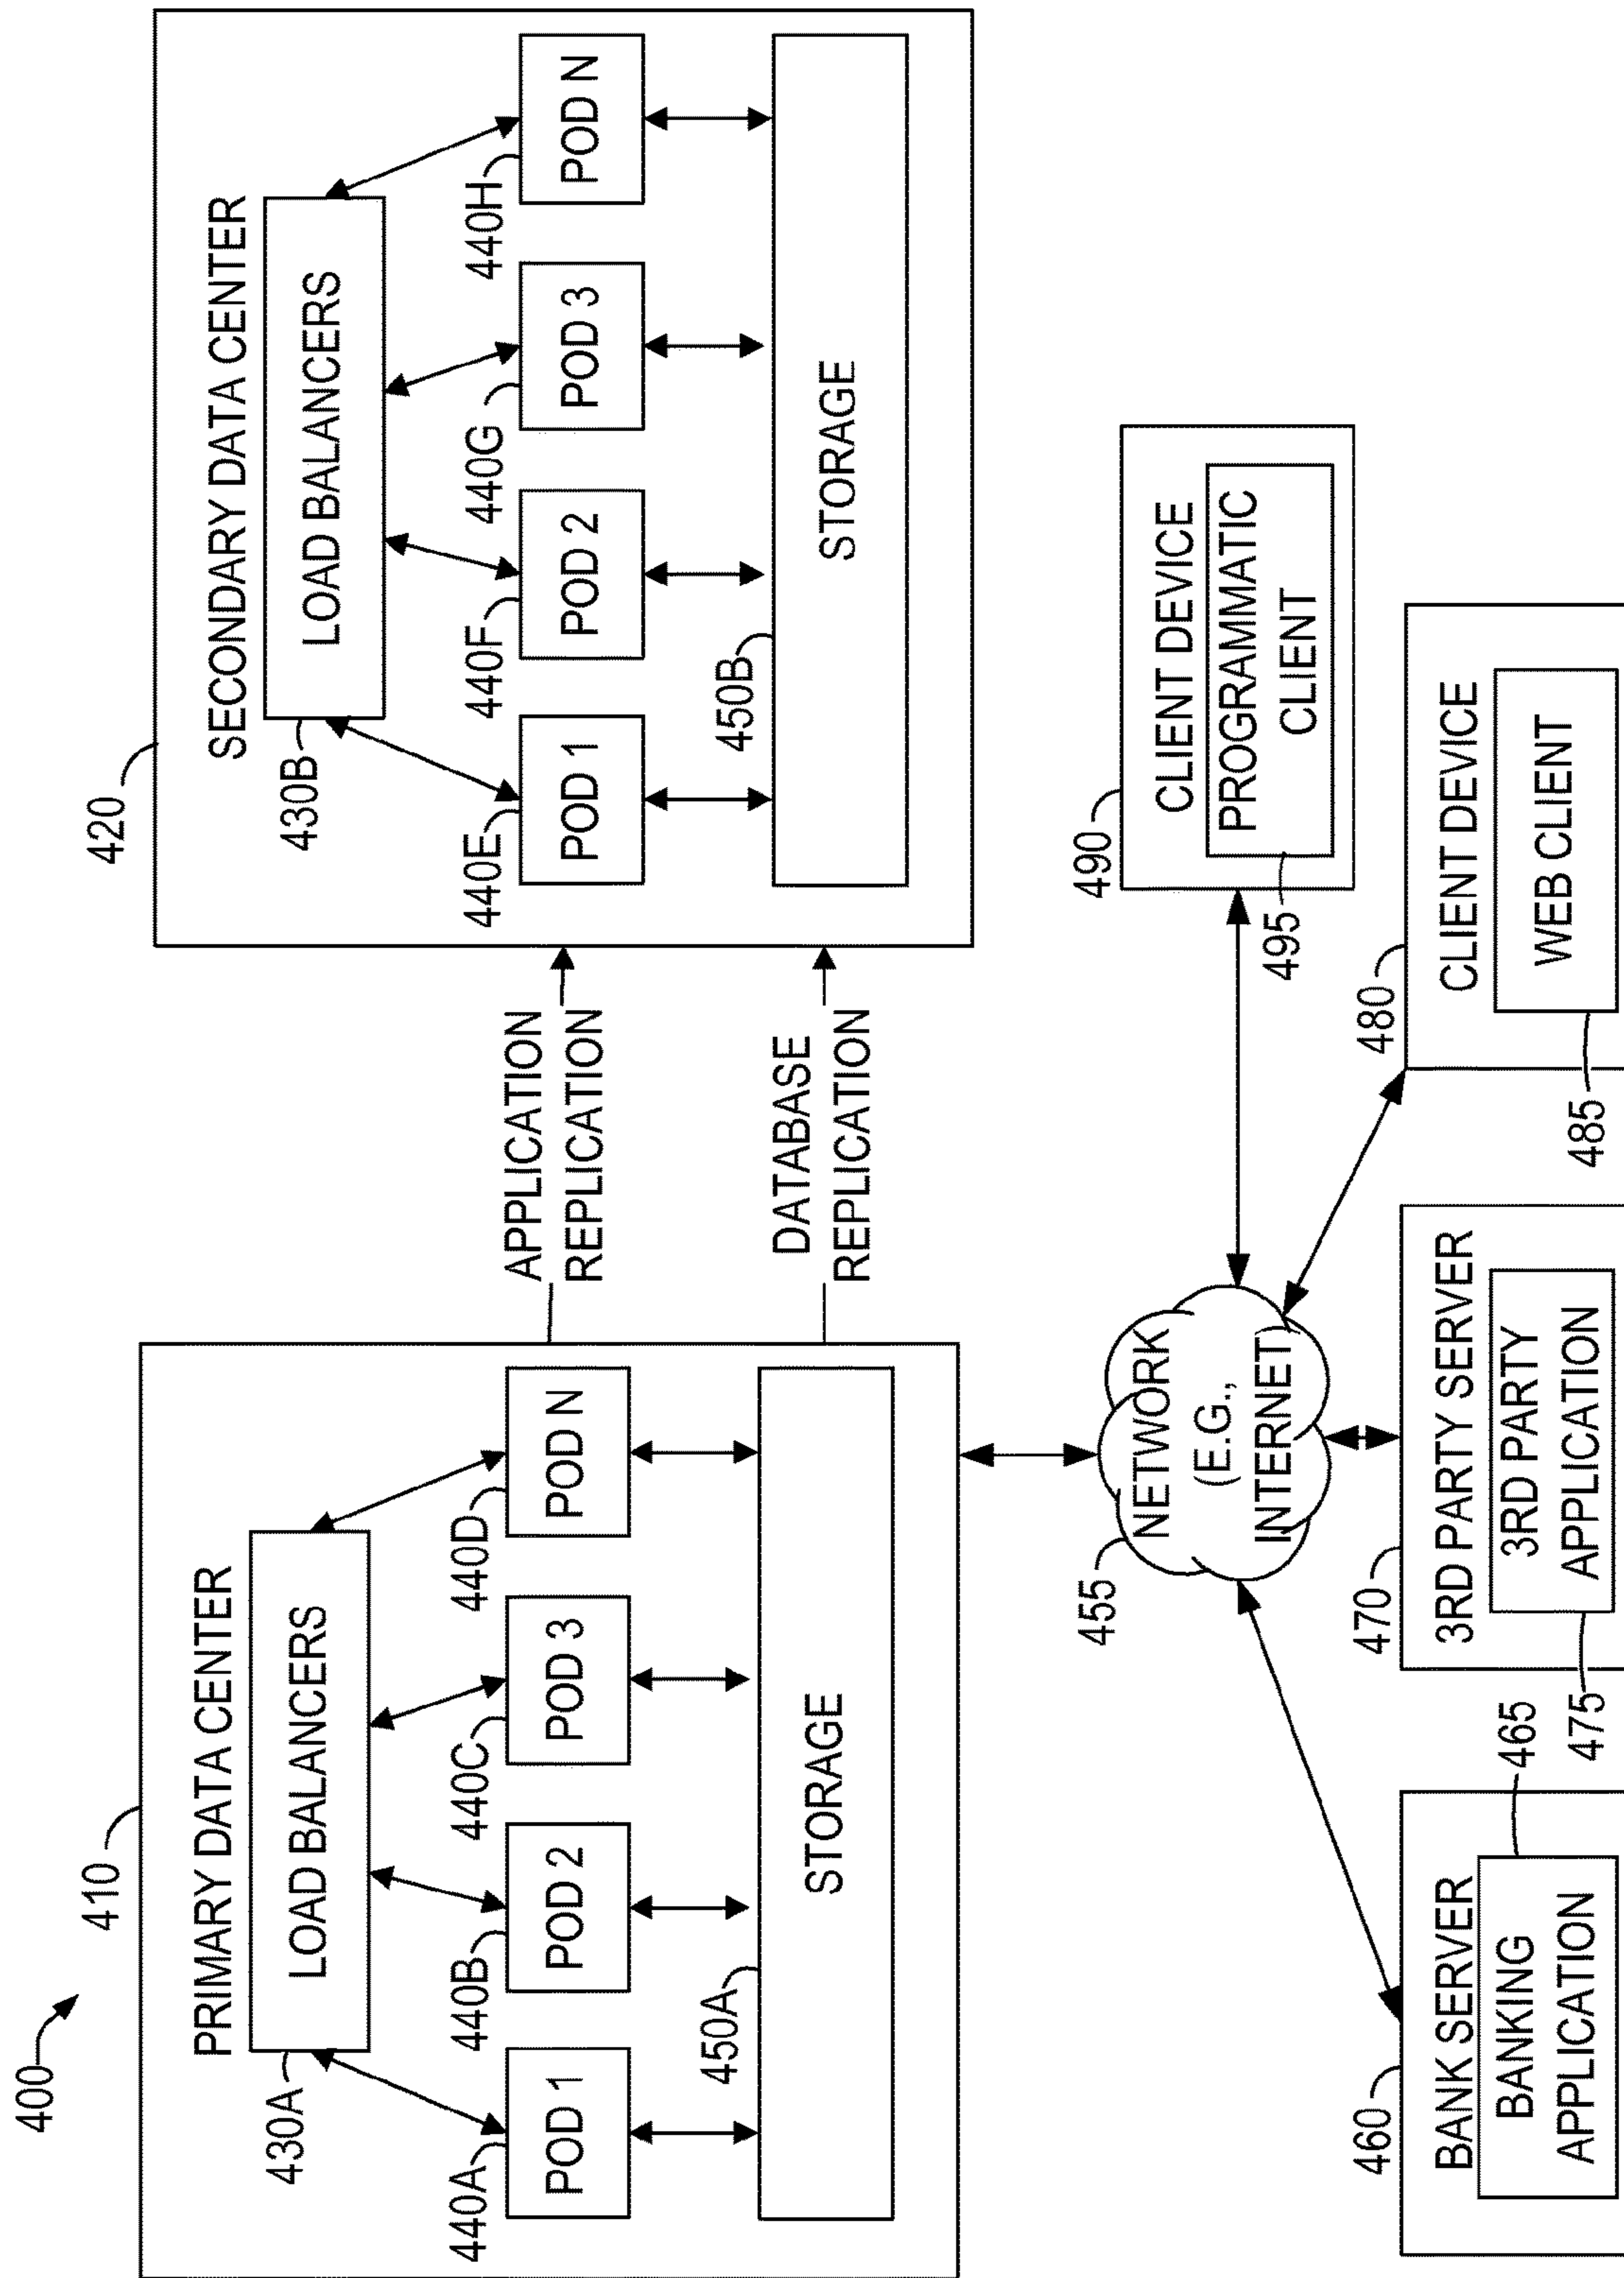 400
410
PRIMARY DATA CENTER
LOAD BALANCERS
430A
440A
POD 1
440B
POD 2
440C
POD 3
440D
POD N
450A
STORAGE
APPLICATION
REPLICATION
DATABASE
REPLICATION
420
SECONDARY DATA CENTER
LOAD BALANCERS
430B
440E
POD 1
440F
POD 2
440G
POD 3
440H
POD N
450B
STORAGE
455
NETWORK
(E.G.,
INTERNET)
460
BANK SERVER
BANKING
APPLICATION
465
470
3RD PARTY SERVER
3RD PARTY
APPLICATION
475
480
CLIENT DEVICE
WEB CLIENT
485
490
CLIENT DEVICE
PROGRAMMATIC
CLIENT
495